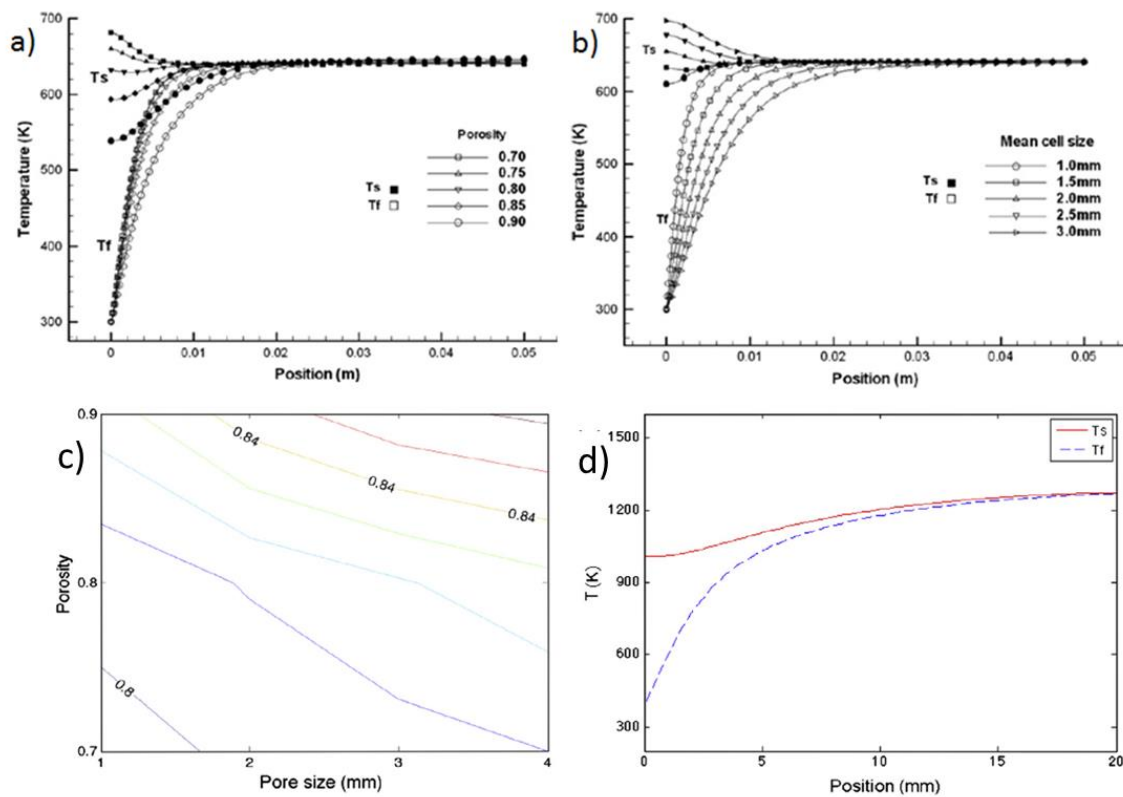 a)
700
600
500
400
300
Temperature (K)
Ts
Tf
Porosity
0.70
0.75
0.80
0.85
0.90
Ts
Tf
0
0.01
0.02
0.03
0.04
0.05
Position (m)
b)
700
600
500
400
300
Temperature (K)
Ts
Tf
Mean cell size
1.0mm
1.5mm
2.0mm
2.5mm
3.0mm
Ts
Tf
0
0.01
0.02
0.03
0.04
0.05
Position (m)
c)
0.9
0.8
0.7
Porosity
0.84
0.84
0.84
0.8
1
2
3
4
Pore size (mm)
d)
1500
1200
900
600
300
T (K)
Ts
Tf
0
5
10
15
20
Position (mm)